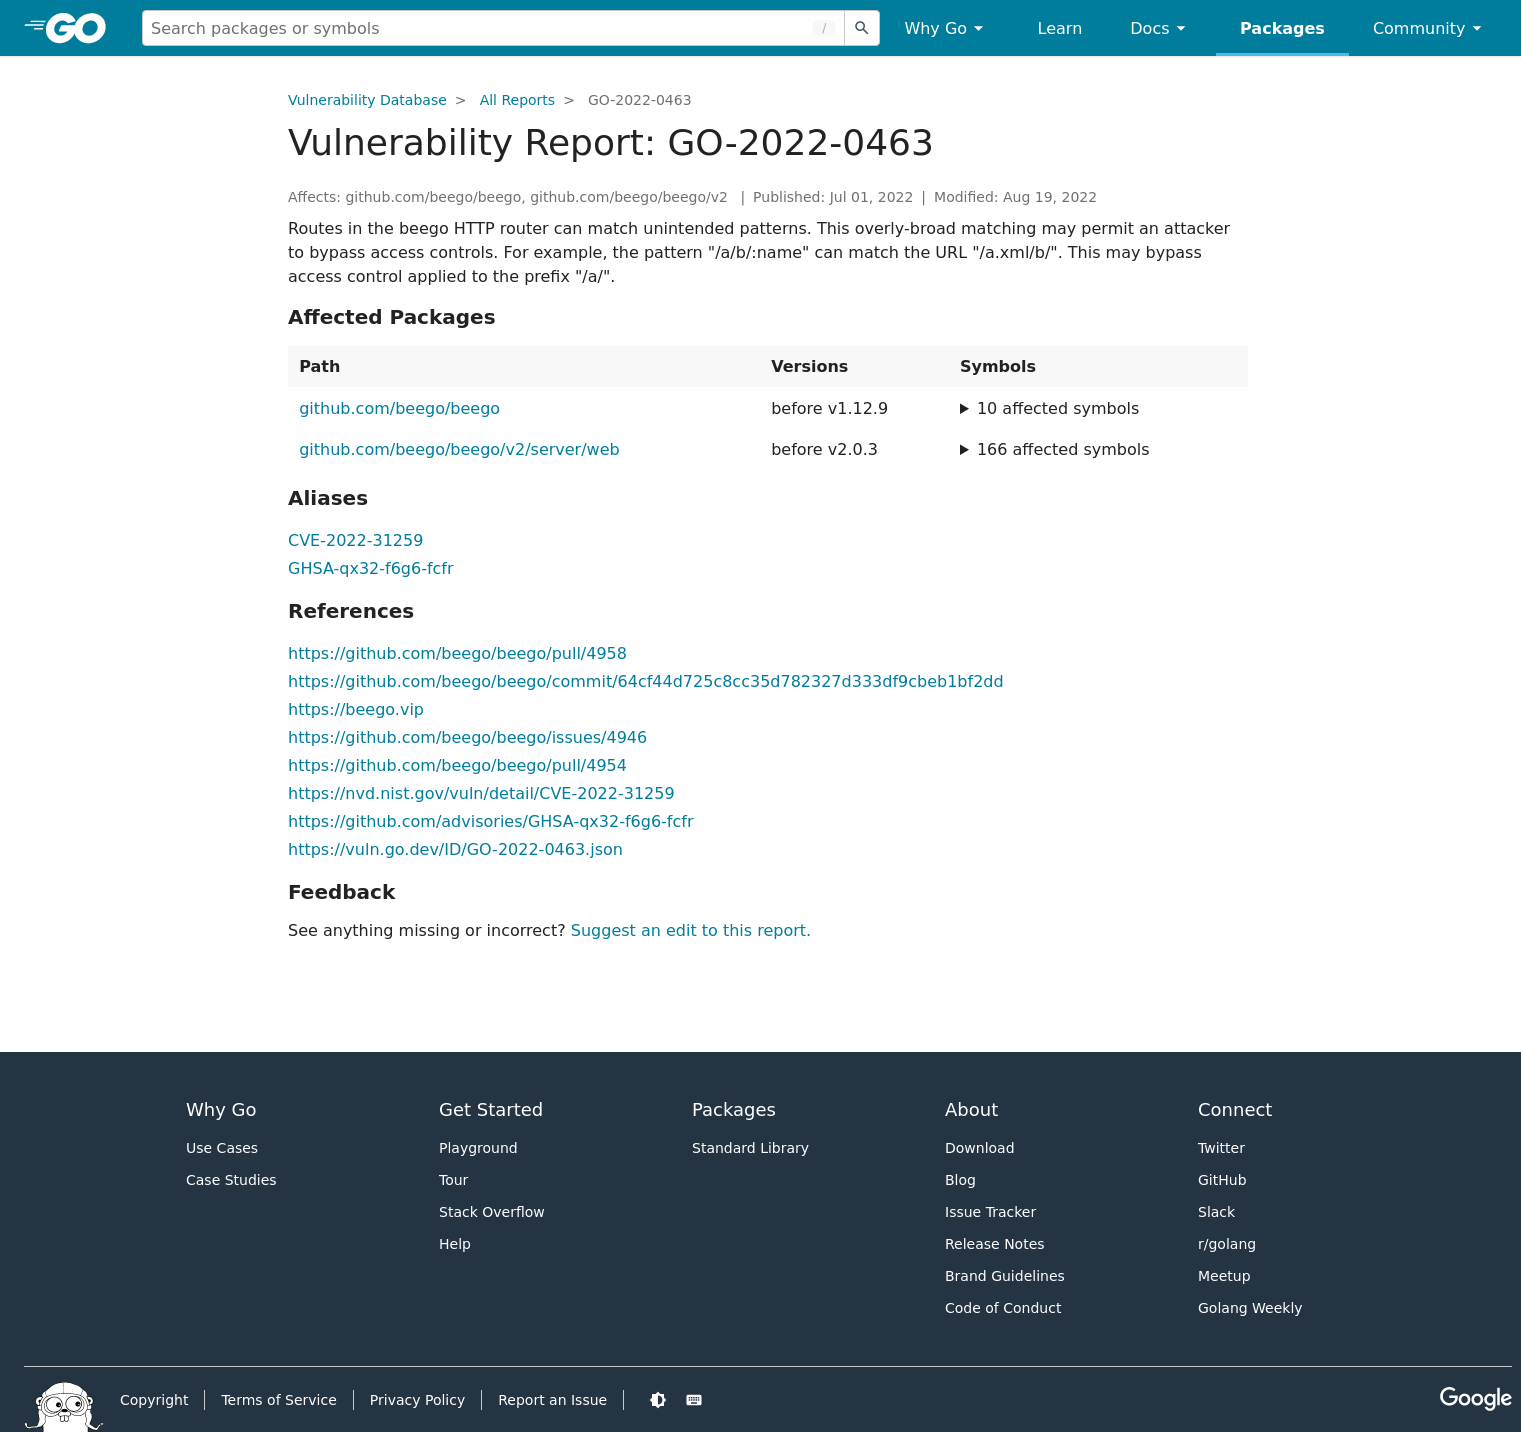 GO
Search packages or symbols
/
Why Go
Learn
Docs
Packages
Community
Vulnerability Database > All Reports > GO-2022-0463
Vulnerability Report: GO-2022-0463
Affects: github.com/beego/beego, github.com/beego/beego/v2 | Published: Jul 01, 2022 | Modified: Aug 19, 2022
Routes in the beego HTTP router can match unintended patterns. This overly-broad matching may permit an attacker
to bypass access controls. For example, the pattern "/a/b/:name" can match the URL "/a.xml/b/". This may bypass
access control applied to the prefix "/a/".
Affected Packages
Path Versions Symbols
github.com/beego/beego before v1.12.9 10 affected symbols
github.com/beego/beego/v2/server/web before v2.0.3 166 affected symbols
Aliases
CVE-2022-31259
GHSA-qx32-f6g6-fcfr
References
https://github.com/beego/beego/pull/4958
https://github.com/beego/beego/commit/64cf44d725c8cc35d782327d333df9cbeb1bf2dd
https://beego.vip
https://github.com/beego/beego/issues/4946
https://github.com/beego/beego/pull/4954
https://nvd.nist.gov/vuln/detail/CVE-2022-31259
https://github.com/advisories/GHSA-qx32-f6g6-fcfr
https://vuln.go.dev/ID/GO-2022-0463.json
Feedback
See anything missing or incorrect? Suggest an edit to this report.
Why Go
Use Cases
Case Studies
Get Started
Playground
Tour
Stack Overflow
Help
Packages
Standard Library
About
Download
Blog
Issue Tracker
Release Notes
Brand Guidelines
Code of Conduct
Connect
Twitter
GitHub
Slack
r/golang
Meetup
Golang Weekly
Copyright
Terms of Service
Privacy Policy
Report an Issue
Google